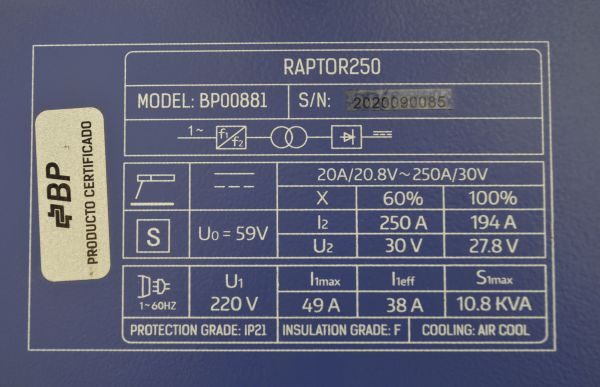 BP
PRODUCTO CERTIFICADO
RAPTOR250
MODEL: BP00881 S/N: 2020090085
1~ f1 f2
20A/20.8V~250A/30V
X 60% 100%
S U0 = 59V I2 250 A 194 A
U2 30 V 27.8 V
1~60HZ U1 220 V I1max 49 A I1eff 38 A S1max 10.8 KVA
PROTECTION GRADE: IP21 INSULATION GRADE: F COOLING: AIR COOL